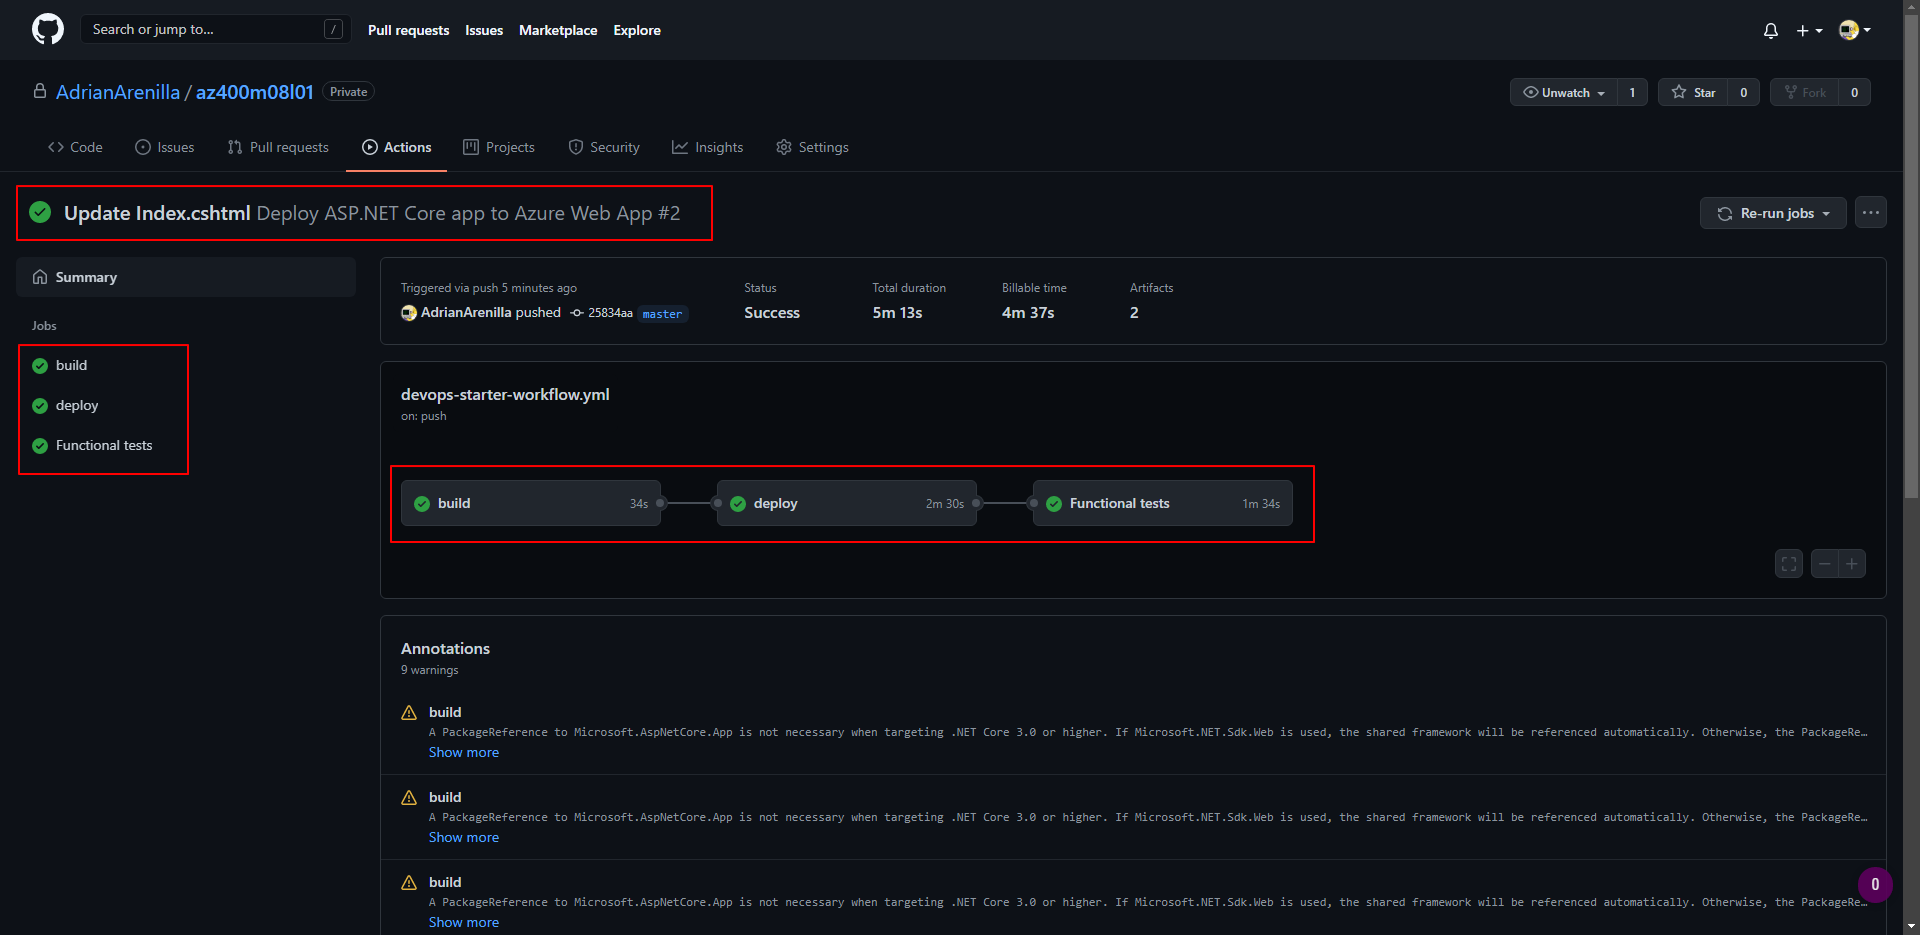 Search or jump to... /
Pull requests Issues Marketplace Explore
AdrianArenilla / az400m08l01 Private
Unwatch 1 Star 0 Fork 0
Code Issues Pull requests Actions Projects Security Insights Settings
Update Index.cshtml Deploy ASP.NET Core app to Azure Web App #2
Re-run jobs
Summary
Jobs
build
deploy
Functional tests
Triggered via push 5 minutes ago
AdrianArenilla pushed 25834aa master
Status
Success
Total duration
5m 13s
Billable time
4m 37s
Artifacts
2
devops-starter-workflow.yml
on: push
build 34s
deploy 2m 30s
Functional tests 1m 34s
Annotations
9 warnings
build
A PackageReference to Microsoft.AspNetCore.App is not necessary when targeting .NET Core 3.0 or higher. If Microsoft.NET.Sdk.Web is used, the shared framework will be referenced automatically. Otherwise, the PackageRe…
Show more
build
A PackageReference to Microsoft.AspNetCore.App is not necessary when targeting .NET Core 3.0 or higher. If Microsoft.NET.Sdk.Web is used, the shared framework will be referenced automatically. Otherwise, the PackageRe…
Show more
build
A PackageReference to Microsoft.AspNetCore.App is not necessary when targeting .NET Core 3.0 or higher. If Microsoft.NET.Sdk.Web is used, the shared framework will be referenced automatically. Otherwise, the PackageRe…
Show more
0